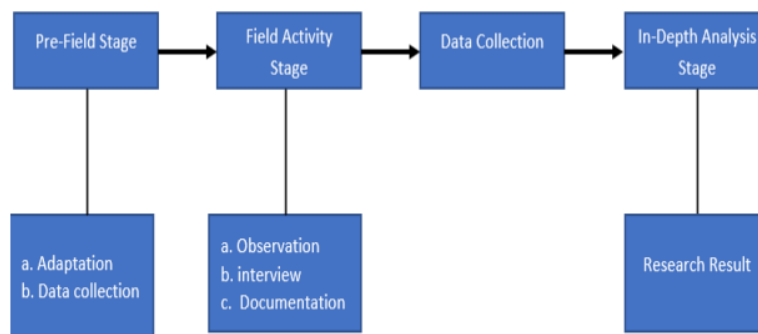 Pre-Field Stage
Field Activity
Stage
Data Collection
In-Depth Analysis
Stage
a. Adaptation
b. Data collection
a. Observation
b. interview
c. Documentation
Research Result